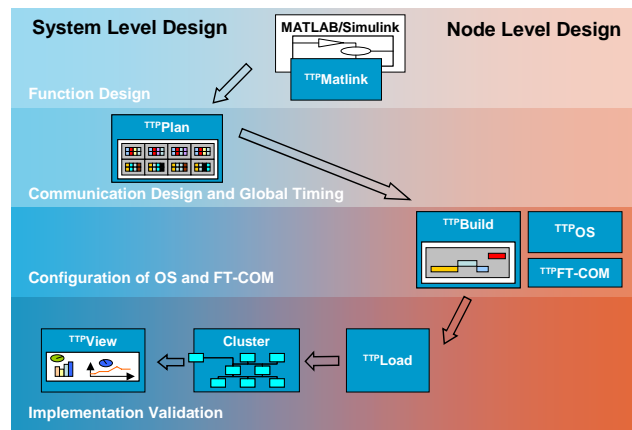 System Level Design
MATLAB/Simulink
Node Level Design
TTPMatlink
Function Design
TTPPlan
Communication Design and Global Timing
TTPBuild
TTPOS
TTPFT-COM
Configuration of OS and FT-COM
TTPView
Cluster
TTPLoad
Implementation Validation